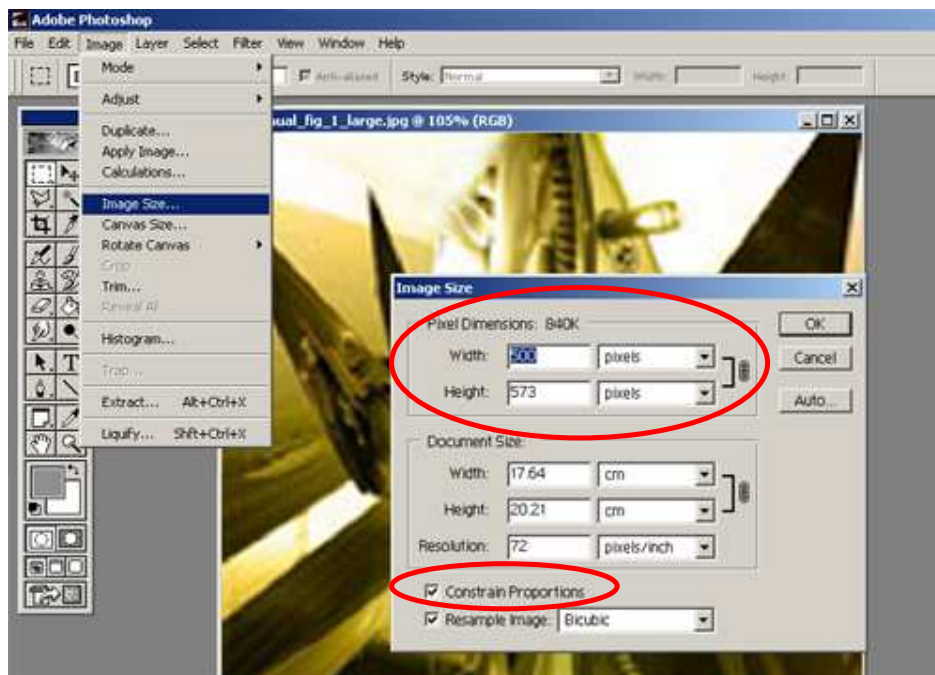 Adobe Photoshop
File Edit Image Layer Select Filter View Window Help
Mode
Anti-aliased Style: Normal Width: Height:
Adjust
Duplicate...
ual_fig_1_large.jpg @ 105% (RGB)
Apply Image...
Calculations...
Image Size...
Canvas Size...
Rotate Canvas
Crop
Trim...
Reveal All
Histogram...
Trap...
Extract... Alt+Ctrl+X
Liquify... Shft+Ctrl+X
Image Size
Pixel Dimensions: 840K
Width: 500 pixels
Height: 573 pixels
OK
Cancel
Auto...
Document Size:
Width: 17.64 cm
Height: 20.21 cm
Resolution: 72 pixels/inch
Constrain Proportions
Resample Image: Bicubic